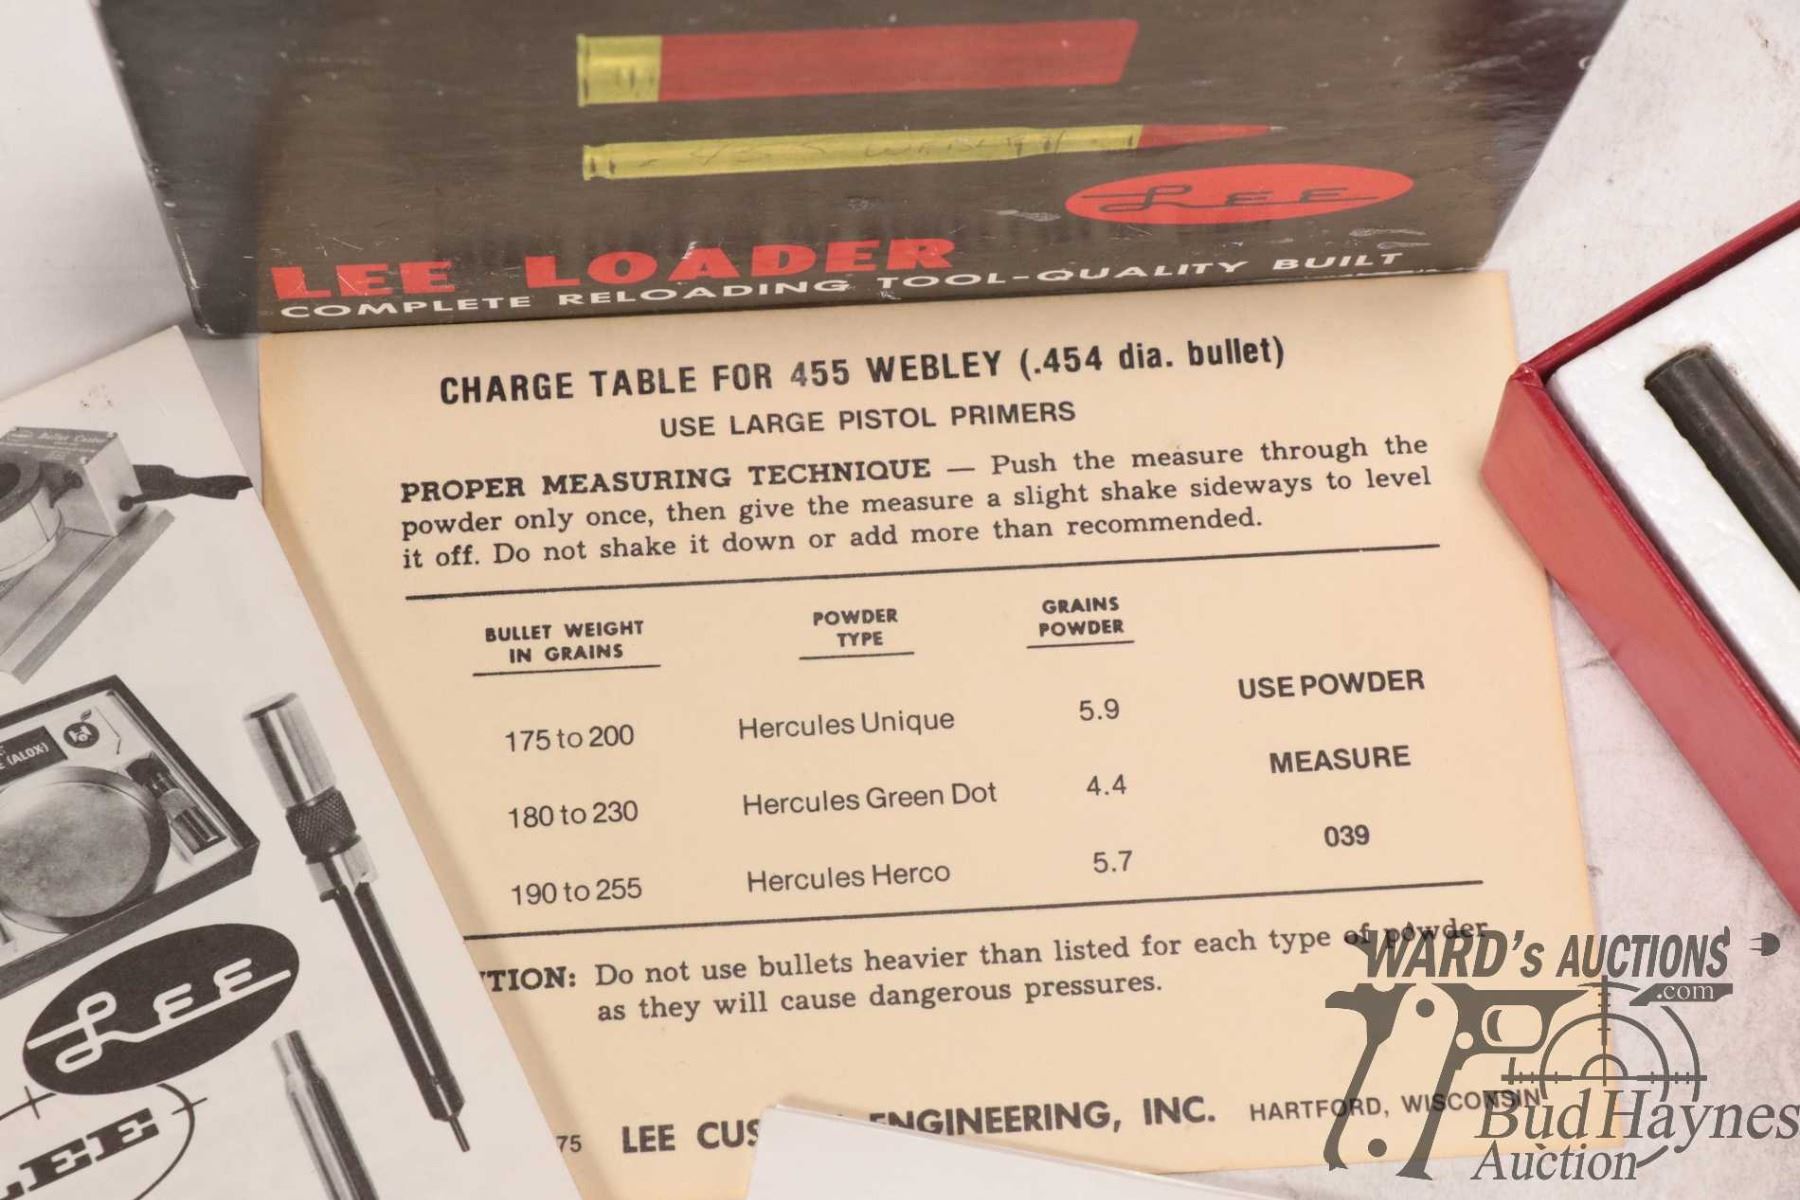 LEE
LEE LOADER
COMPLETE RELOADING TOOL-QUALITY BUILT
CHARGE TABLE FOR 455 WEBLEY (.454 dia. bullet)
USE LARGE PISTOL PRIMERS
PROPER MEASURING TECHNIQUE — Push the measure through the
powder only once, then give the measure a slight shake sideways to level
it off. Do not shake it down or add more than recommended.
BULLET WEIGHT IN GRAINS POWDER TYPE GRAINS POWDER
175 to 200 Hercules Unique 5.9 USE POWDER
180 to 230 Hercules Green Dot 4.4 MEASURE
190 to 255 Hercules Herco 5.7 039
TION: Do not use bullets heavier than listed for each type of powder
as they will cause dangerous pressures.
75 LEE CUS ENGINEERING, INC. HARTFORD, WISCONSIN
(ALOX)
LEE
LEE
WARD's AUCTIONS
.com
Bud Haynes
Auction